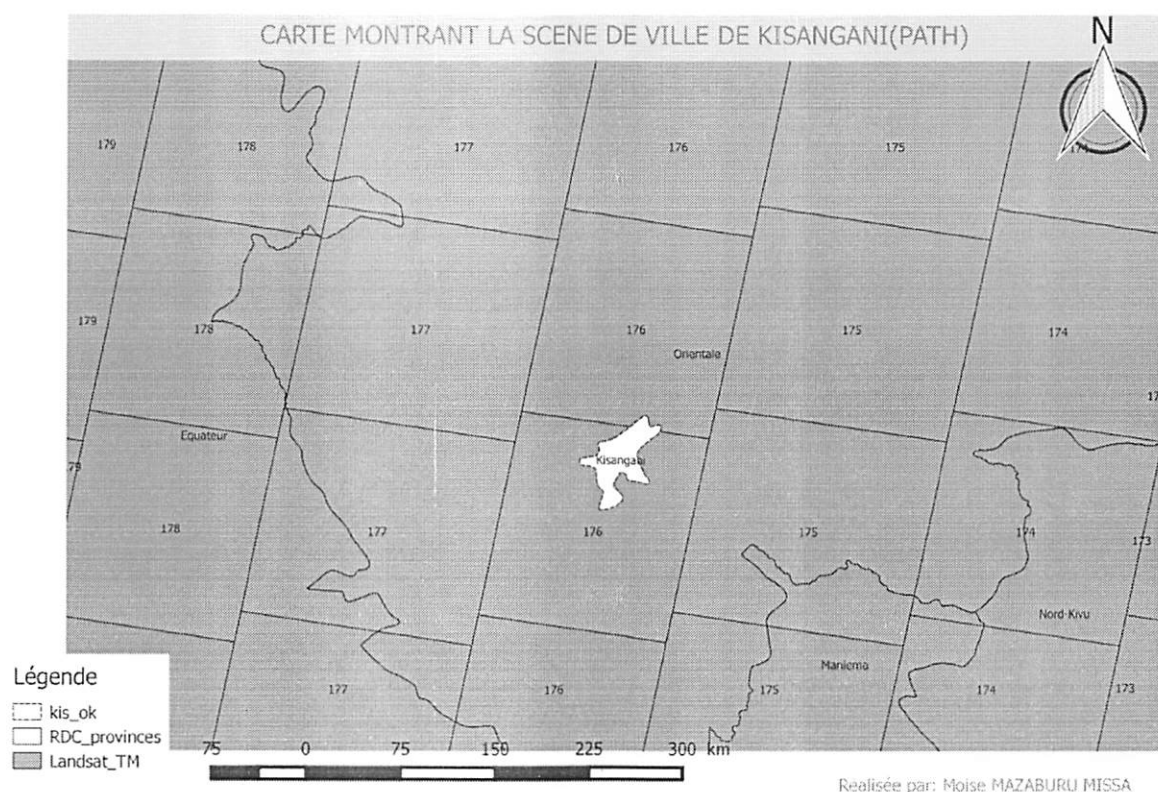 CARTE MONTRANT LA SCENE DE VILLE DE KISANGANI(PATH)
N
179 178 177 176 175 174
179 178 177 176 175 174
Orientale
Equateur
Kisangani
179 178 177 176 175 174 173
Nord-Kivu
Maniema
177 176 175 174 173
Légende
kis_ok
RDC_provinces
Landsat_TM
75 0 75 150 225 300 km
Realisée par: Moise MAZABURU MISSA